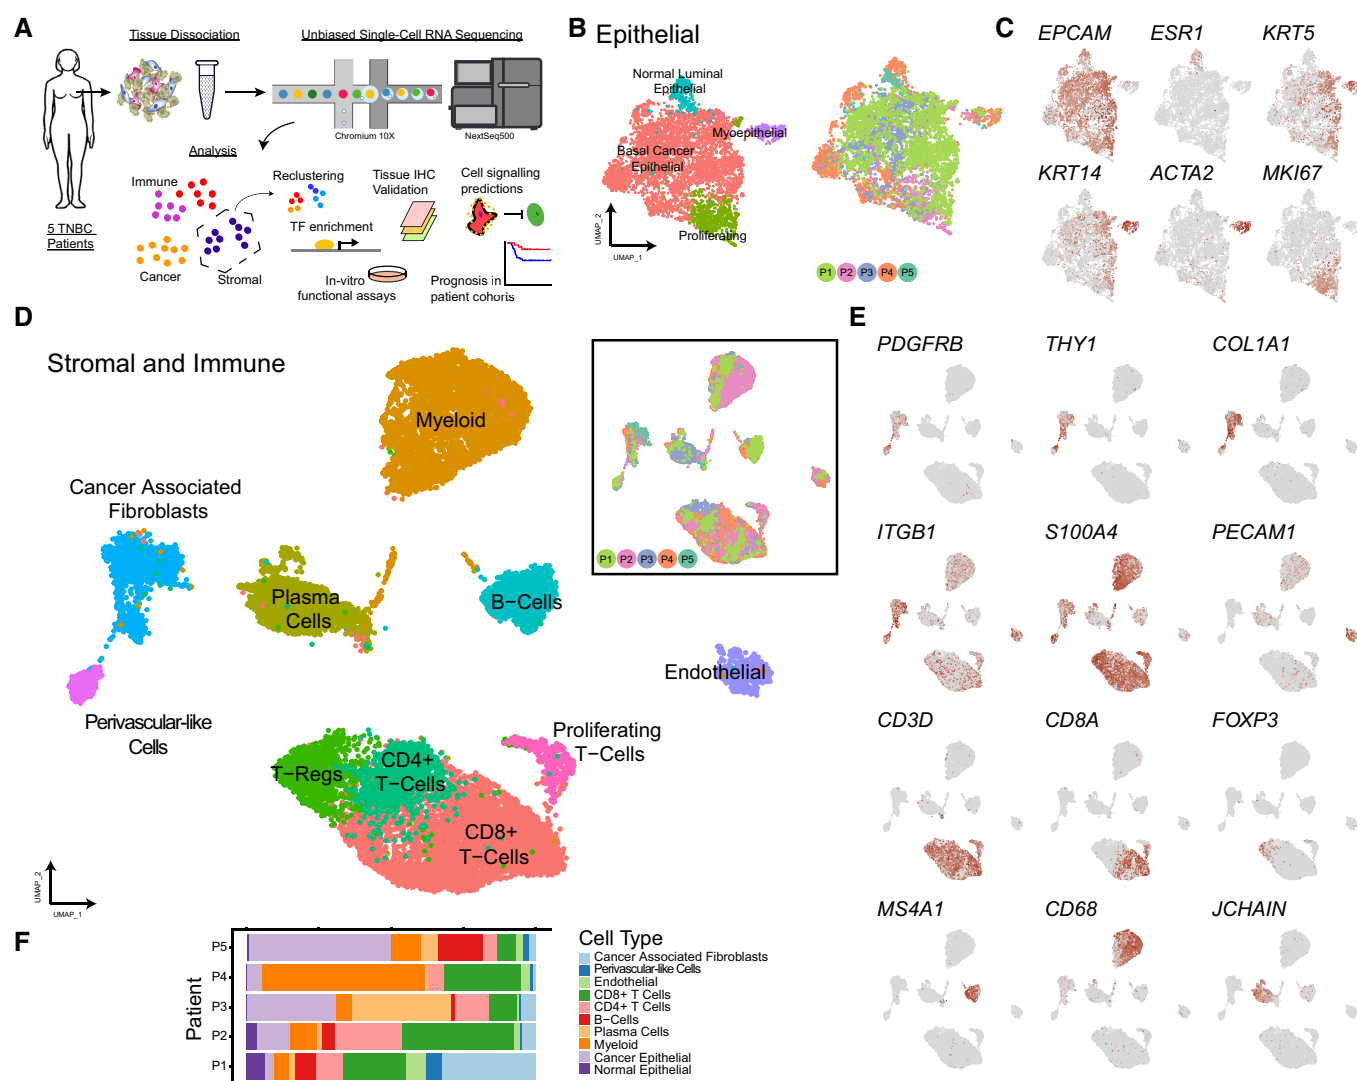 A
Tissue Dissociation
Unbiased Single-Cell RNA Sequencing
Chromium 10X
NextSeq500
Analysis
Immune
Reclustering
Tissue IHC
Validation
Cell signalling
predictions
TF enrichment
5 TNBC
Patients
Cancer
Stromal
In-vitro
functional assays
Prognosis in
patient cohorts
B
Epithelial
Normal Luminal
Epithelial
Myoepithelial
Basal Cancer
Epithelial
Proliferating
UMAP_2
UMAP_1
P1 P2 P3 P4 P5
C
EPCAM
ESR1
KRT5
KRT14
ACTA2
MKI67
D
Stromal and Immune
Myeloid
Cancer Associated
Fibroblasts
Plasma
Cells
B−Cells
Endothelial
Perivascular-like
Cells
Proliferating
T−Cells
T−Regs
CD4+
T−Cells
CD8+
T−Cells
UMAP_2
UMAP_1
P1 P2 P3 P4 P5
E
PDGFRB
THY1
COL1A1
ITGB1
S100A4
PECAM1
CD3D
CD8A
FOXP3
MS4A1
CD68
JCHAIN
F
Patient
P5
P4
P3
P2
P1
Cell Type
Cancer Associated Fibroblasts
Perivascular-like Cells
Endothelial
CD8+ T Cells
CD4+ T Cells
B−Cells
Plasma Cells
Myeloid
Cancer Epithelial
Normal Epithelial